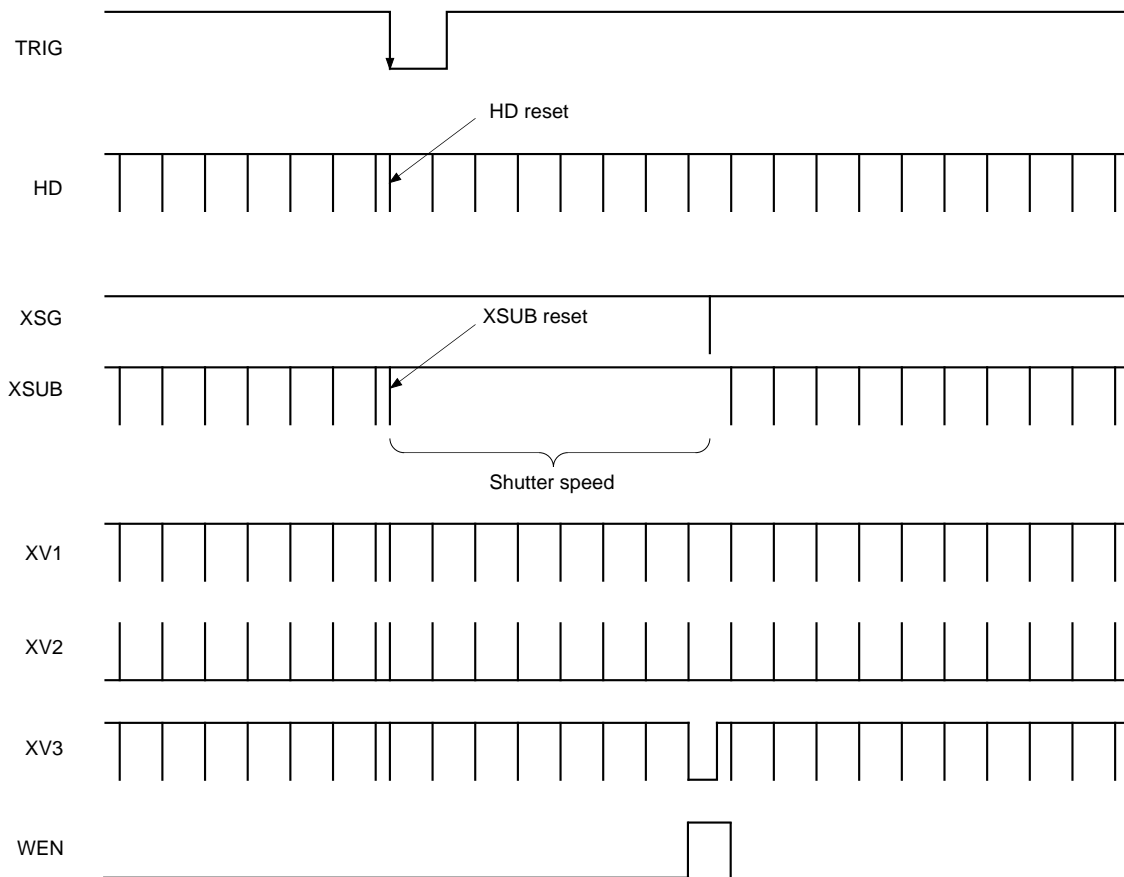 TRIG
HD reset
HD
XSG
XSUB reset
XSUB
Shutter speed
XV1
XV2
XV3
WEN